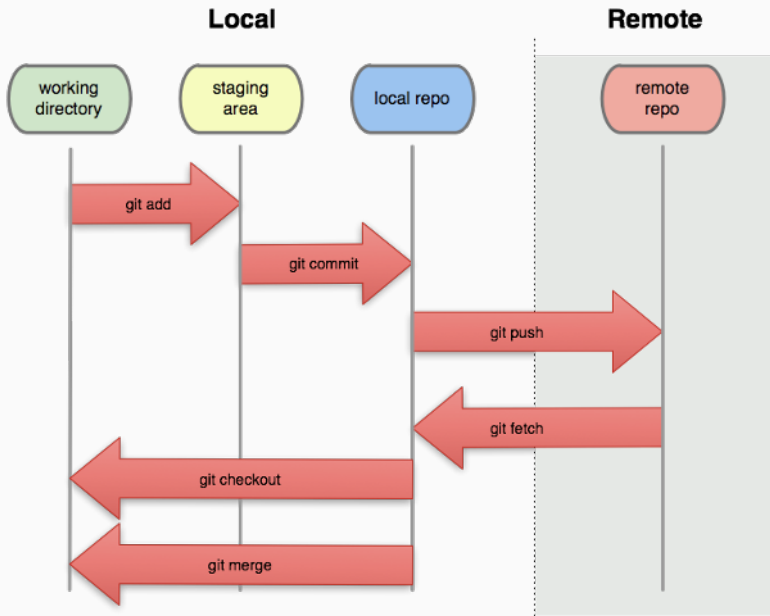 Local
Remote
working
directory
staging
area
local repo
remote
repo
git add
git commit
git push
git fetch
git checkout
git merge